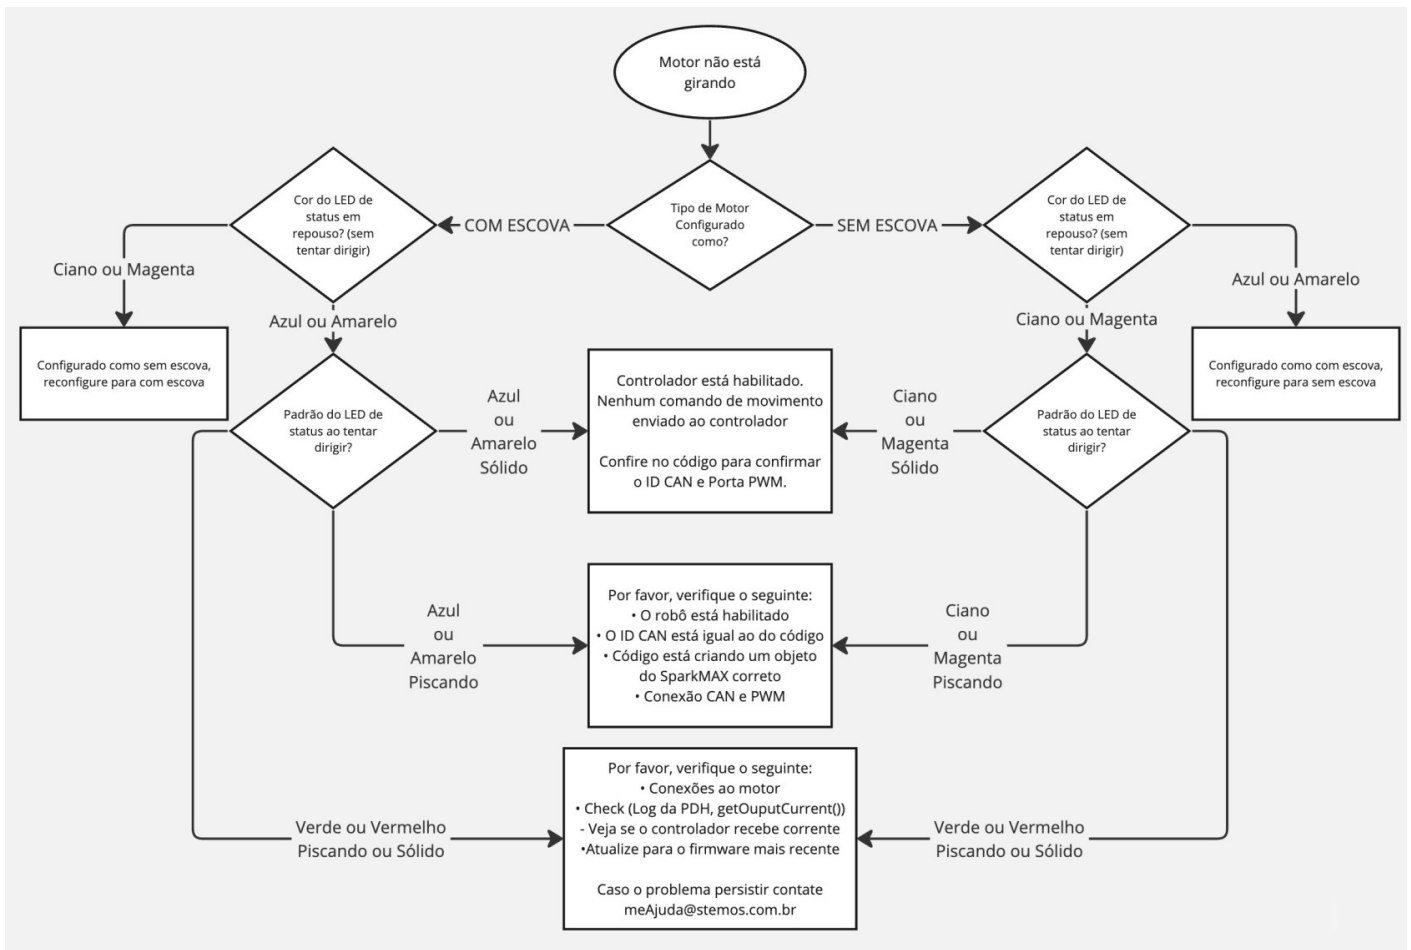 Motor não está
girando
Tipo de Motor
Configurado
como?
COM ESCOVA
SEM ESCOVA
Cor do LED de
status em
repouso? (sem
tentar dirigir)
Cor do LED de
status em
repouso? (sem
tentar dirigir)
Ciano ou Magenta
Azul ou Amarelo
Azul ou Amarelo
Ciano ou Magenta
Configurado como sem escova,
reconfigure para com escova
Configurado como com escova,
reconfigure para sem escova
Padrão do LED de
status ao tentar
dirigir?
Azul
ou
Amarelo
Sólido
Controlador está habilitado.
Nenhum comando de movimento
enviado ao controlador
Confire no código para confirmar
o ID CAN e Porta PWM.
Ciano
ou
Magenta
Sólido
Padrão do LED de
status ao tentar
dirigir?
Azul
ou
Amarelo
Piscando
Por favor, verifique o seguinte:
• O robô está habilitado
• O ID CAN está igual ao do código
• Código está criando um objeto
do SparkMAX correto
• Conexão CAN e PWM
Ciano
ou
Magenta
Piscando
Verde ou Vermelho
Piscando ou Sólido
Por favor, verifique o seguinte:
• Conexões ao motor
• Check (Log da PDH, getOuputCurrent())
- Veja se o controlador recebe corrente
•Atualize para o firmware mais recente
Caso o problema persistir contate
meAjuda@stemos.com.br
Verde ou Vermelho
Piscando ou Sólido